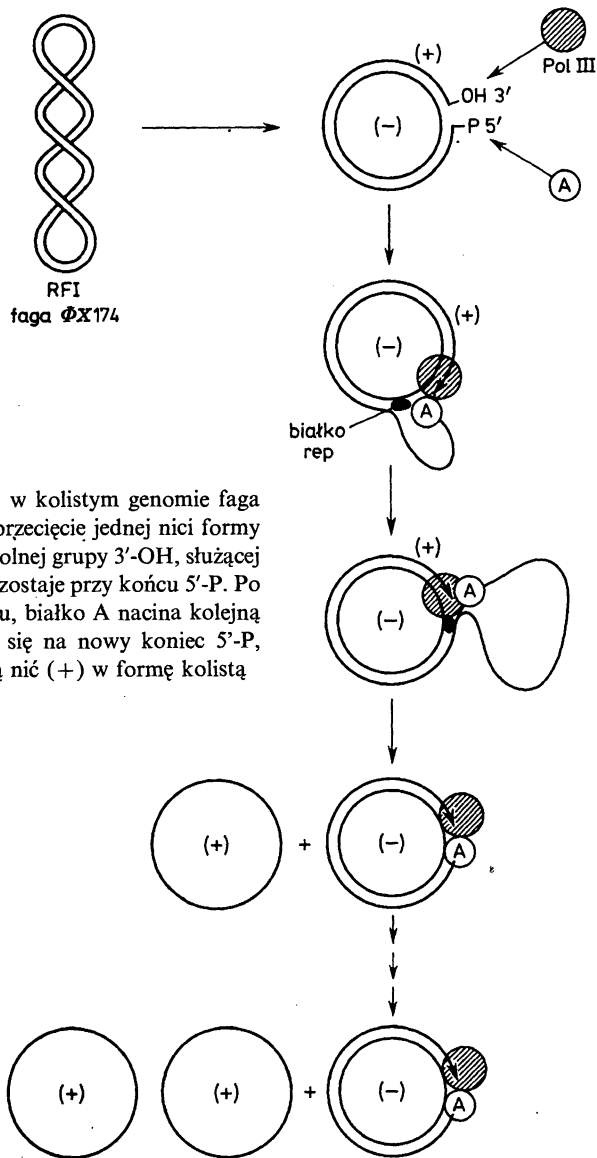 (+)
Pol III
OH 3'
(-)
P 5'
A
RFI
faga ΦX174
(+)
(-)
A
białko
rep
w kolistym genomie faga
przecięcie jednej nici formy
olnej grupy 3'-OH, służącej
zostaje przy końcu 5'-P. Po
u, białko A nacina kolejną
się na nowy koniec 5'-P,
ą nić (+) w formę kolistą
(+)
A
(-)
(+)
+
(-)
A
(+)
(+)
+
(-)
A